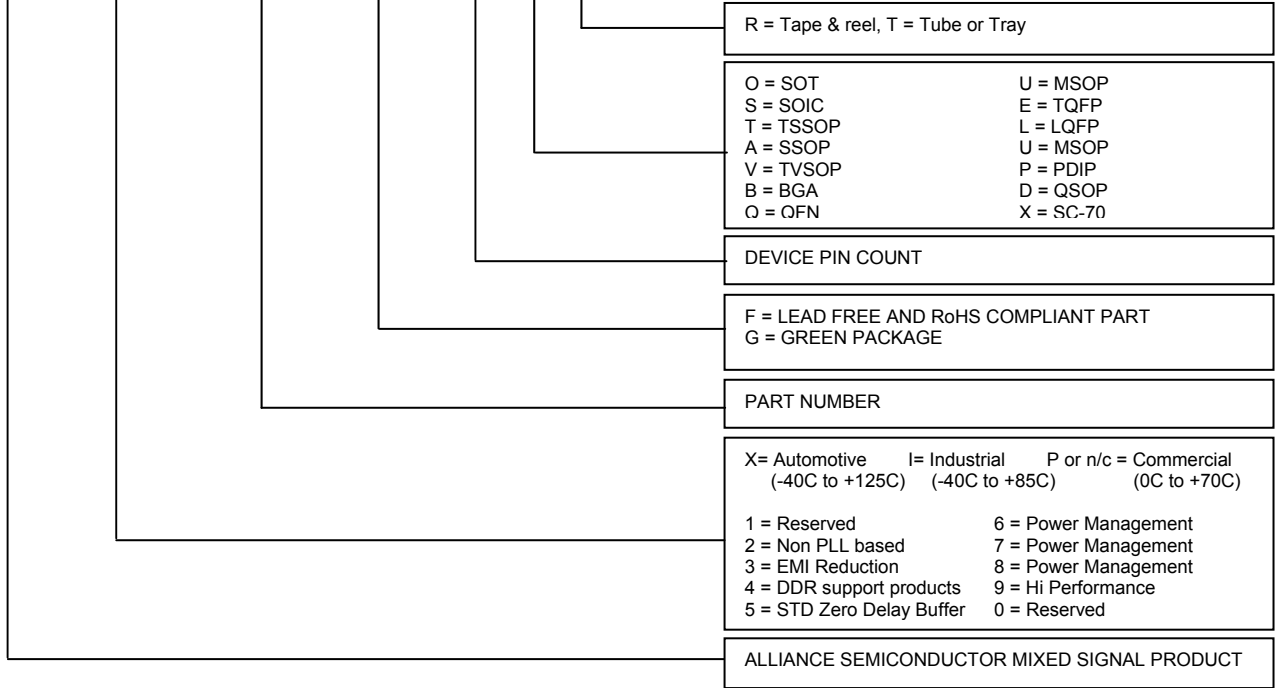 R = Tape & reel, T = Tube or Tray
O = SOT U = MSOP
S = SOIC E = TQFP
T = TSSOP L = LQFP
A = SSOP U = MSOP
V = TVSOP P = PDIP
B = BGA D = QSOP
Q = QFN X = SC-70
DEVICE PIN COUNT
F = LEAD FREE AND RoHS COMPLIANT PART
G = GREEN PACKAGE
PART NUMBER
X= Automotive I= Industrial P or n/c = Commercial
(-40C to +125C) (-40C to +85C) (0C to +70C)
1 = Reserved 6 = Power Management
2 = Non PLL based 7 = Power Management
3 = EMI Reduction 8 = Power Management
4 = DDR support products 9 = Hi Performance
5 = STD Zero Delay Buffer 0 = Reserved
ALLIANCE SEMICONDUCTOR MIXED SIGNAL PRODUCT